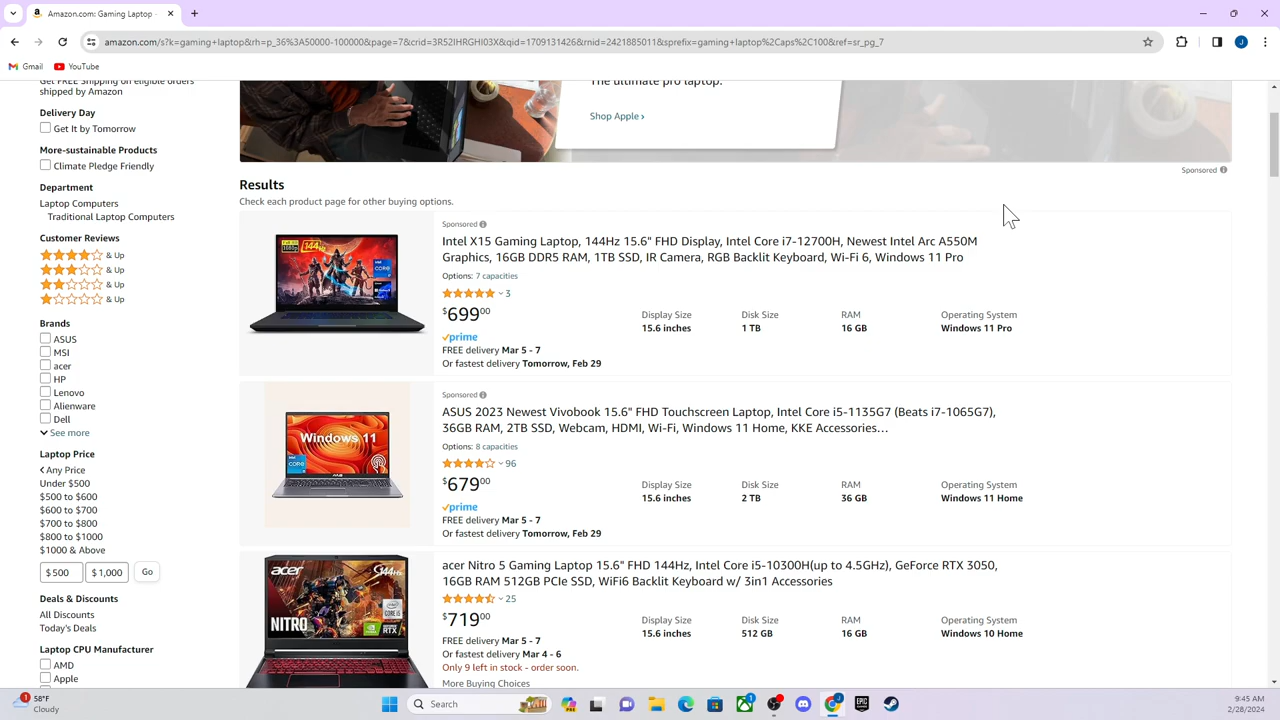 Amazon.com: Gaming Laptop -
amazon.com/s?k=gaming+laptop&rh=p_36%3A50000-100000&page=7&crid=3R52IHRGHI03X&qid=1709131426&rnid=2421885011&sprefix=gaming+laptop%2Caps%2C100&ref=sr_pg_7
J
Gmail
YouTube
Get FREE Shipping on eligible orders
shipped by Amazon
Delivery Day
Get It by Tomorrow
More-sustainable Products
Climate Pledge Friendly
Department
Laptop Computers
Traditional Laptop Computers
Customer Reviews
& Up
& Up
& Up
& Up
Brands
ASUS
MSI
acer
HP
Lenovo
Alienware
Dell
See more
Laptop Price
Any Price
Under $500
$500 to $600
$600 to $700
$700 to $800
$800 to $1000
$1000 & Above
$500 $1,000 Go
Deals & Discounts
All Discounts
Today's Deals
Laptop CPU Manufacturer
AMD
Apple
The ultimate pro laptop.
Shop Apple ›
Sponsored
Results
Check each product page for other buying options.
144Hz
Sponsored
Intel X15 Gaming Laptop, 144Hz 15.6" FHD Display, Intel Core i7-12700H, Newest Intel Arc A550M
Graphics, 16GB DDR5 RAM, 1TB SSD, IR Camera, RGB Backlit Keyboard, Wi-Fi 6, Windows 11 Pro
Options: 7 capacities
3
$69900
Display Size Disk Size RAM Operating System
15.6 inches 1 TB 16 GB Windows 11 Pro
prime
FREE delivery Mar 5 - 7
Or fastest delivery Tomorrow, Feb 29
Windows 11
Sponsored
ASUS 2023 Newest Vivobook 15.6" FHD Touchscreen Laptop, Intel Core i5-1135G7 (Beats i7-1065G7),
36GB RAM, 2TB SSD, Webcam, HDMI, Wi-Fi, Windows 11 Home, KKE Accessories…
Options: 8 capacities
96
$67900
Display Size Disk Size RAM Operating System
15.6 inches 2 TB 36 GB Windows 11 Home
prime
FREE delivery Mar 5 - 7
Or fastest delivery Tomorrow, Feb 29
acer
144Hz
NITRO
acer Nitro 5 Gaming Laptop 15.6" FHD 144Hz, Intel Core i5-10300H(up to 4.5GHz), GeForce RTX 3050,
16GB RAM 512GB PCIe SSD, WiFi6 Backlit Keyboard w/ 3in1 Accessories
25
$71900
Display Size Disk Size RAM Operating System
15.6 inches 512 GB 16 GB Windows 10 Home
FREE delivery Mar 5 - 7
Or fastest delivery Mar 4 - 6
Only 9 left in stock - order soon.
More Buying Choices
1
58°F
Cloudy
Search
1
9:45 AM
2/28/2024